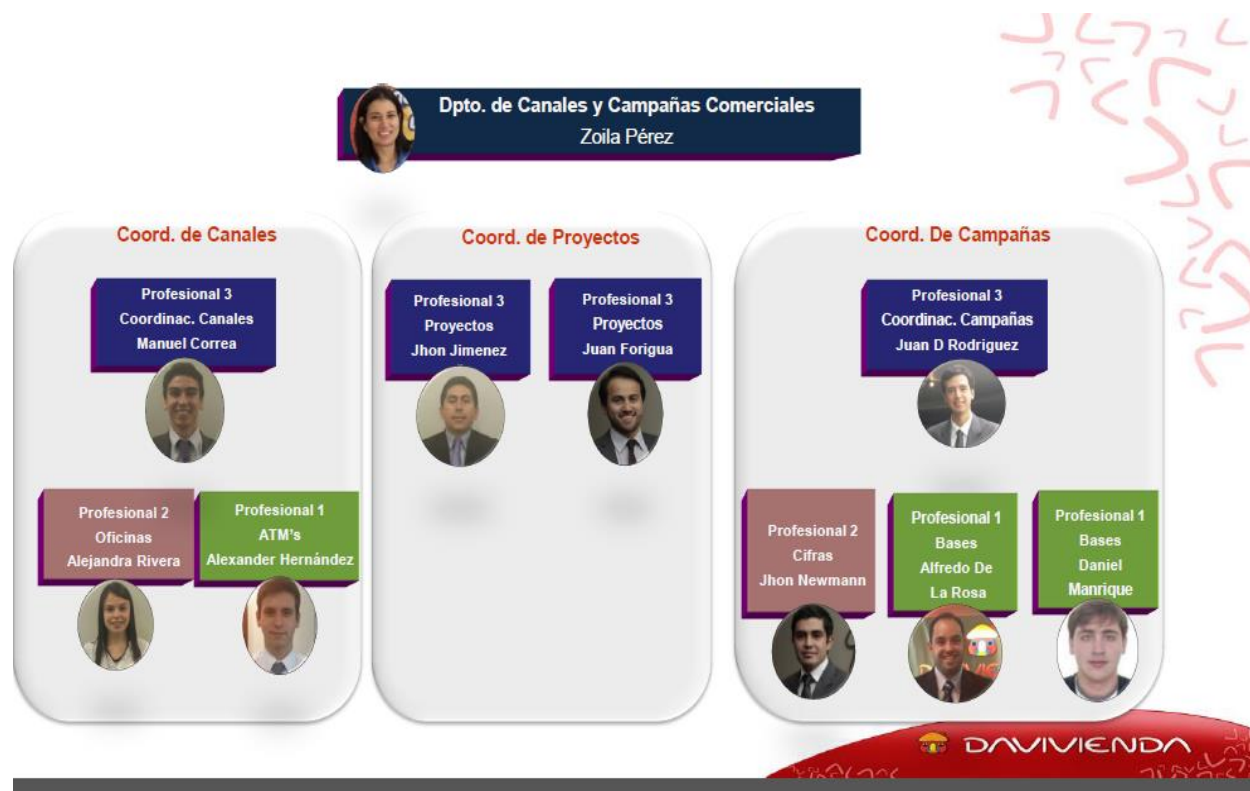 Dpto. de Canales y Campañas Comerciales
Zoila Pérez
Coord. de Canales
Profesional 3
Coordinac. Canales
Manuel Correa
Profesional 2
Oficinas
Alejandra Rivera
Profesional 1
ATM's
Alexander Hernández
Coord. de Proyectos
Profesional 3
Proyectos
Jhon Jimenez
Profesional 3
Proyectos
Juan Forigua
Coord. De Campañas
Profesional 3
Coordinac. Campañas
Juan D Rodriguez
Profesional 2
Cifras
Jhon Newmann
Profesional 1
Bases
Alfredo De
La Rosa
Profesional 1
Bases
Daniel
Manrique
DAVIVIENDA